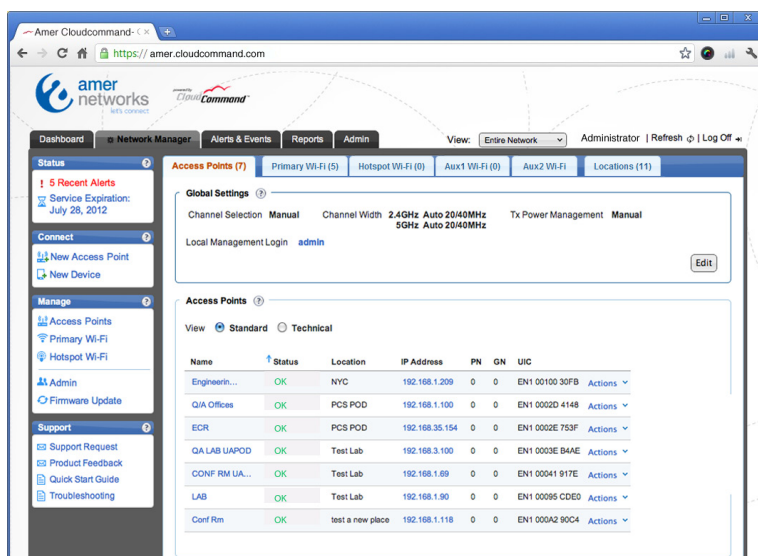 Amer Cloudcommand- C
https://amer.cloudcommand.com
amer
networks
let's connect
powered by
CloudCommand
Dashboard
Network Manager
Alerts & Events
Reports
Admin
View: Entire Network
Administrator | Refresh | Log Off
Status
5 Recent Alerts
Service Expiration:
July 28, 2012
Connect
New Access Point
New Device
Manage
Access Points
Primary Wi-Fi
Hotspot Wi-Fi
Admin
Firmware Update
Support
Support Request
Product Feedback
Quick Start Guide
Troubleshooting
Access Points (7)
Primary Wi-Fi (5)
Hotspot Wi-Fi (0)
Aux1 Wi-Fi (0)
Aux2 Wi-Fi
Locations (11)
Global Settings
Channel Selection Manual Channel Width 2.4GHz Auto 20/40MHz Tx Power Management Manual
5GHz Auto 20/40MHz
Local Management Login admin
Edit
Access Points
View Standard Technical
Name Status Location IP Address PN GN UIC
Engineerin... OK NYC 192.168.1.209 0 0 EN1 00100 30FB Actions
Q/A Offices OK PCS POD 192.168.1.100 0 0 EN1 0002D 4148 Actions
ECR OK PCS POD 192.168.35.154 0 0 EN1 0002E 753F Actions
QA LAB UAPOD OK Test Lab 192.168.3.100 0 0 EN1 0003E B4AE Actions
CONF RM UA... OK Test Lab 192.168.1.69 0 0 EN1 00041 917E Actions
LAB OK Test Lab 192.168.1.90 0 0 EN1 00095 CDE0 Actions
Conf Rm OK test a new place 192.168.1.118 0 0 EN1 000A2 90C4 Actions